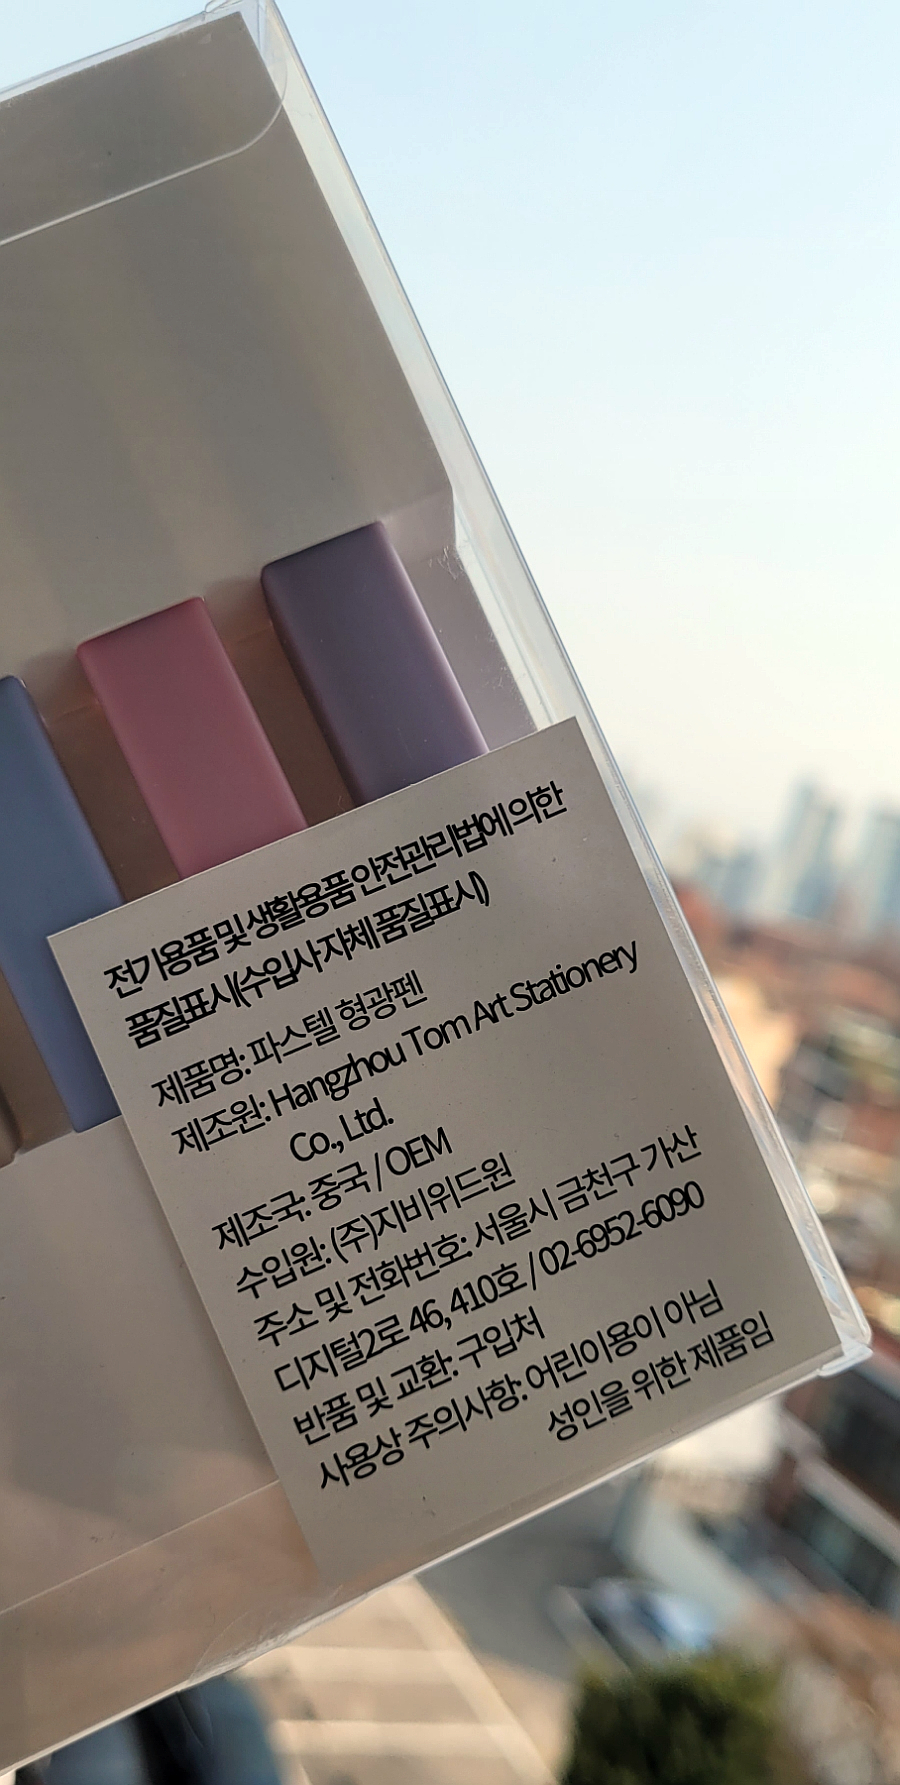 전기용품 및 생활용품 안전관리법에 의한
품질표시(수입사 자체 품질표시)
제품명: 파스텔 형광펜
제조원: Hangzhou Tom Art Stationery
Co., Ltd.
제조국: 중국 / OEM
수입원: (주)지비위드원
주소 및 전화번호: 서울시 금천구 가산
디지털2로 46, 410호 / 02-6952-6090
반품 및 교환: 구입처
사용상 주의사항: 어린이용이 아님
성인을 위한 제품임